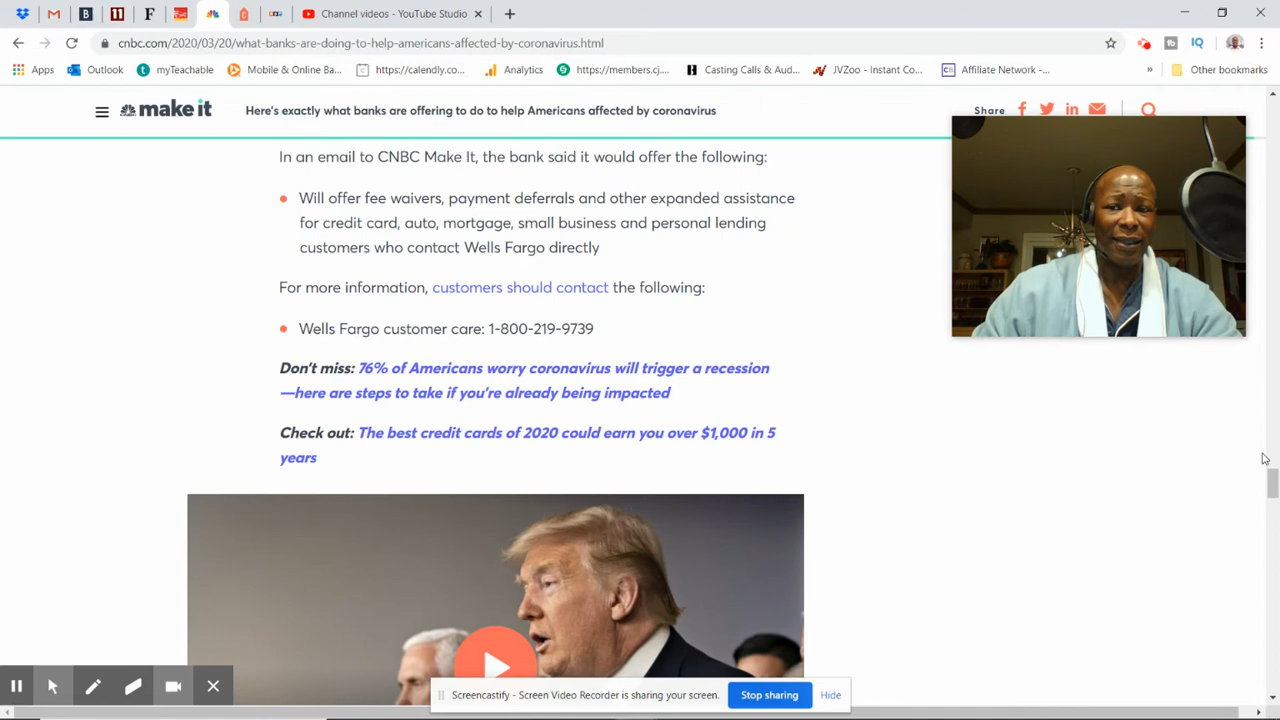 Channel videos - YouTube Studio
cnbc.com/2020/03/20/what-banks-are-doing-to-help-americans-affected-by-coronavirus.html
Apps Outlook myTeachable Mobile & Online Ba... https://calendly.co... Analytics https://members.cj... Casting Calls & Aud... JVZoo - Instant Co... Affiliate Network -... » Other bookmarks
make it Here's exactly what banks are offering to do to help Americans affected by coronavirus Share
In an email to CNBC Make It, the bank said it would offer the following:
Will offer fee waivers, payment deferrals and other expanded assistance
for credit card, auto, mortgage, small business and personal lending
customers who contact Wells Fargo directly
For more information, customers should contact the following:
Wells Fargo customer care: 1-800-219-9739
Don't miss: 76% of Americans worry coronavirus will trigger a recession
—here are steps to take if you're already being impacted
Check out: The best credit cards of 2020 could earn you over $1,000 in 5
years
Screencastify - Screen Video Recorder is sharing your screen. Stop sharing Hide